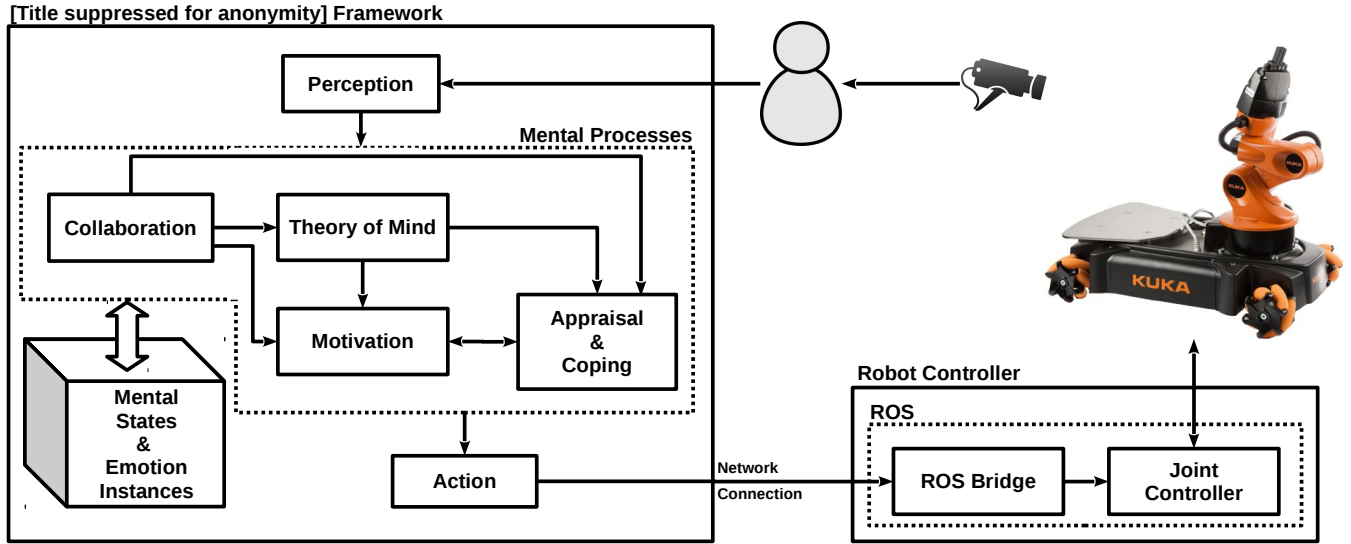 [Title suppressed for anonymity] Framework
Perception
Mental Processes
Collaboration
Theory of Mind
Motivation
Appraisal
&
Coping
Mental
States
&
Emotion
Instances
Action
Network
Connection
KUKA
KUKA
KUKA
Robot Controller
ROS
ROS Bridge
Joint
Controller